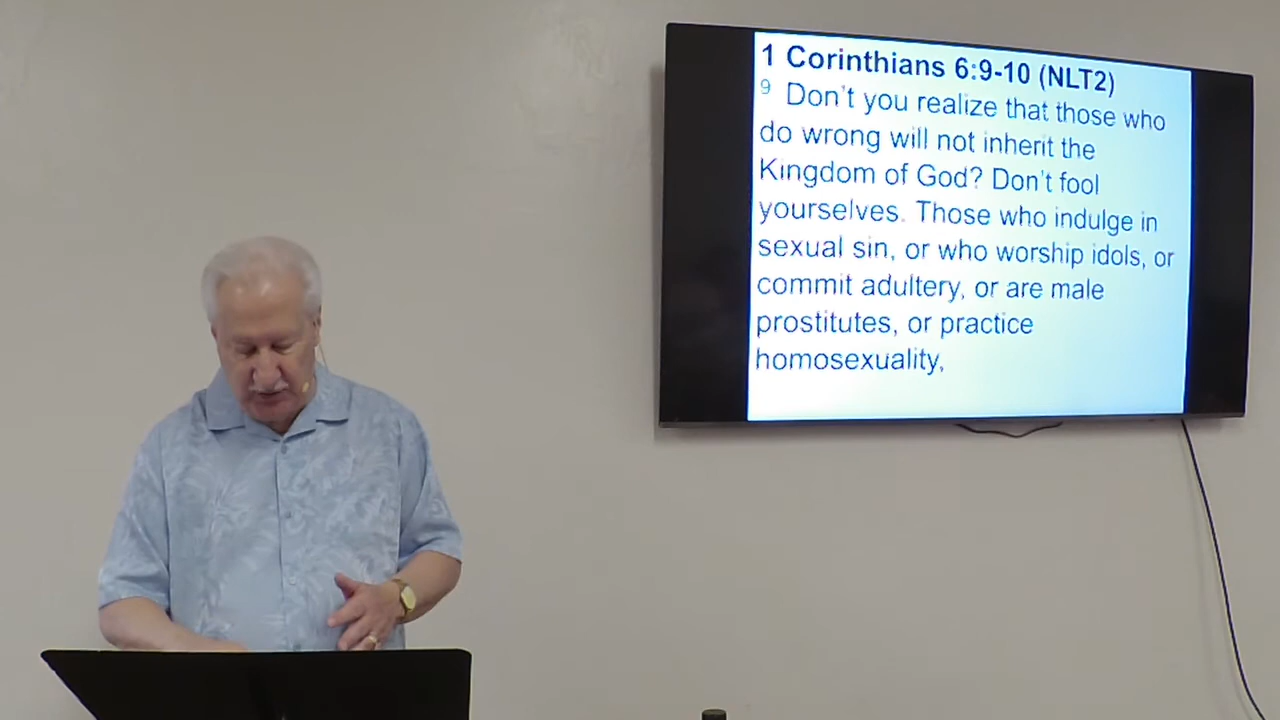 1 Corinthians 6:9-10 (NLT2)
9 Don't you realize that those who
do wrong will not inherit the
Kingdom of God? Don't fool
yourselves. Those who indulge in
sexual sin, or who worship idols, or
commit adultery, or are male
prostitutes, or practice
homosexuality,